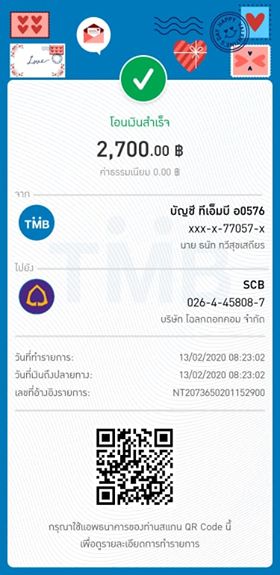 Love
HAPPY VALENTINE'S DAY
โอนเงินสำเร็จ
2,700.00 ฿
ค่าธรรมเนียม 0.00 ฿
จาก
TMB
บัญชี ทีเอ็มบี อ0576
xxx-x-77057-x
นาย ธนัท ทวีสุขเสถียร
ไปยัง
SCB
026-4-45808-7
บริษัท โฉลกดอทคอม จำกัด
วันที่ทำรายการ: 13/02/2020 08:23:02
วันที่เงินถึงปลายทาง: 13/02/2020 08:23:02
เลขที่อ้างอิงรายการ: NT2073650201152900
กรุณาใช้แอพธนาคารของท่านสแกน QR Code นี้
เพื่อดูรายละเอียดการทำรายการ